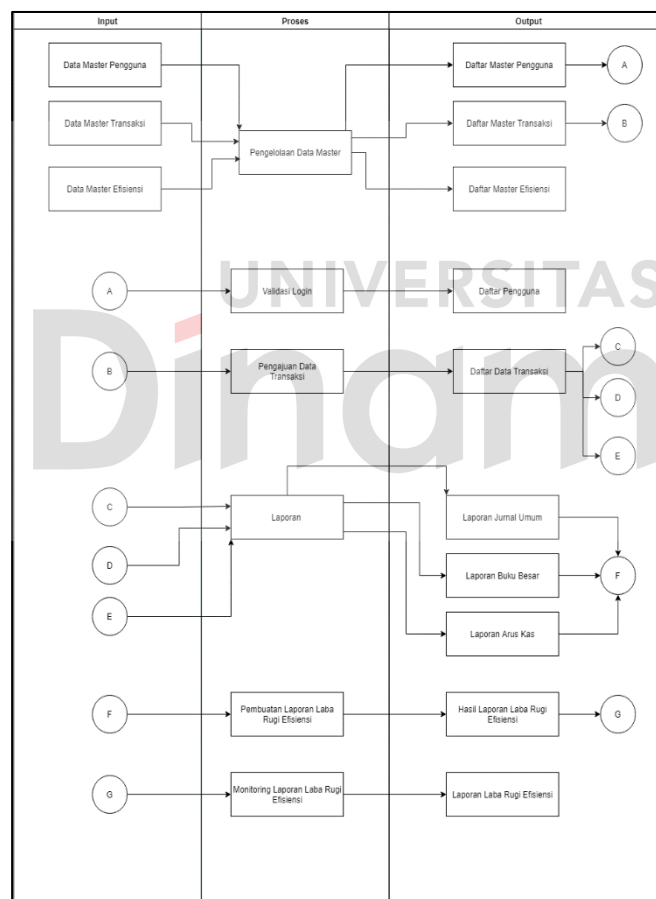 Input
Proses
Output
Data Master Pengguna
Daftar Master Pengguna
A
Data Master Transaksi
Daftar Master Transaksi
B
Pengelolaan Data Master
Data Master Efisiensi
Daftar Master Efisiensi
UNIVERSITAS
A
Validasi Login
Daftar Pengguna
Dinam
B
Pengajuan Data
Transaksi
Daftar Data Transaksi
C
D
E
C
Laporan
Laporan Jurnal Umum
D
Laporan Buku Besar
F
E
Laporan Arus Kas
F
Pembuatan Laporan Laba
Rugi Efisiensi
Hasil Laporan Laba Rugi
Efisiensi
G
G
Monitoring Laporan Laba Rugi
Efisiensi
Laporan Laba Rugi Efisiensi